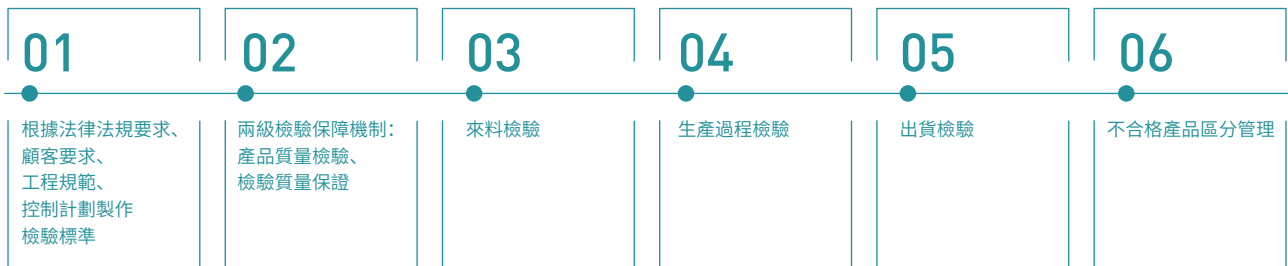 01
根據法律法規要求、
顧客要求、
工程規範、
控制計劃製作
檢驗標準
02
兩級檢驗保障機制：
產品質量檢驗、
檢驗質量保證
03
來料檢驗
04
生產過程檢驗
05
出貨檢驗
06
不合格產品區分管理